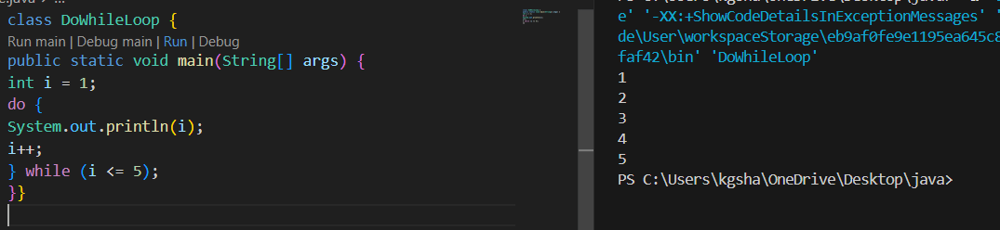 class DoWhileLoop {
Run main | Debug main | Run | Debug
public static void main(String[] args) {
int i = 1;
do {
System.out.println(i);
i++;
} while (i <= 5);
}}
e' '-XX:+ShowCodeDetailsInExceptionMessages' '
de\User\workspaceStorage\eb9af0fe9e1195ea645c8
faf42\bin' 'DoWhileLoop'
1
2
3
4
5
PS C:\Users\kgsha\OneDrive\Desktop\java>